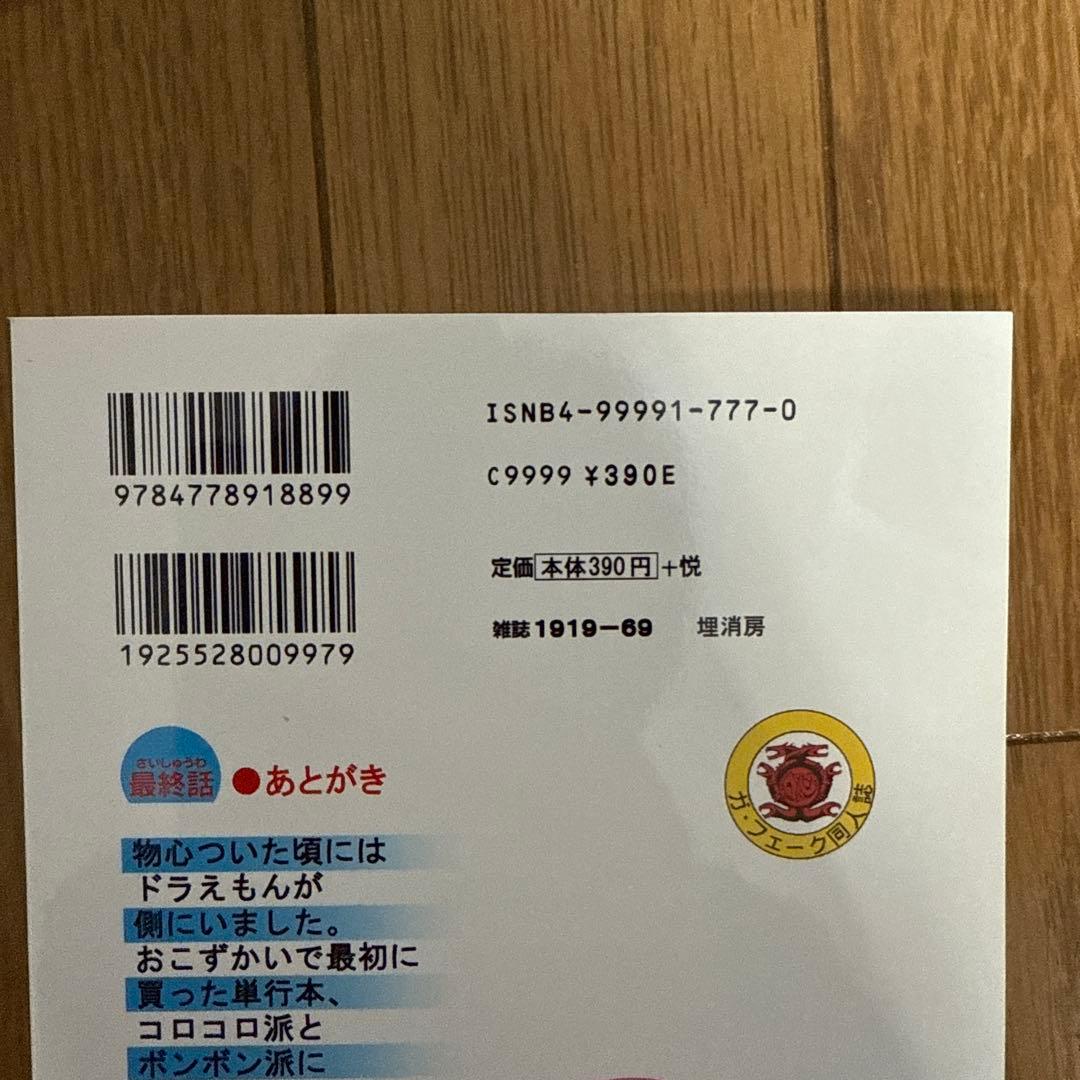 9784778918899
ISNB4-99991-777-0
C9999 ¥390E
1925528009979
定価本体390円+悦
雑誌1919-69 埋消房
さいしゅうわ
最終話 ●あとがき
ガ・フェーク同人誌
物心ついた頃には
ドラえもんが
側にいました。
おこずかいで最初に
買った単行本、
コロコロ派と
ボンボン派に